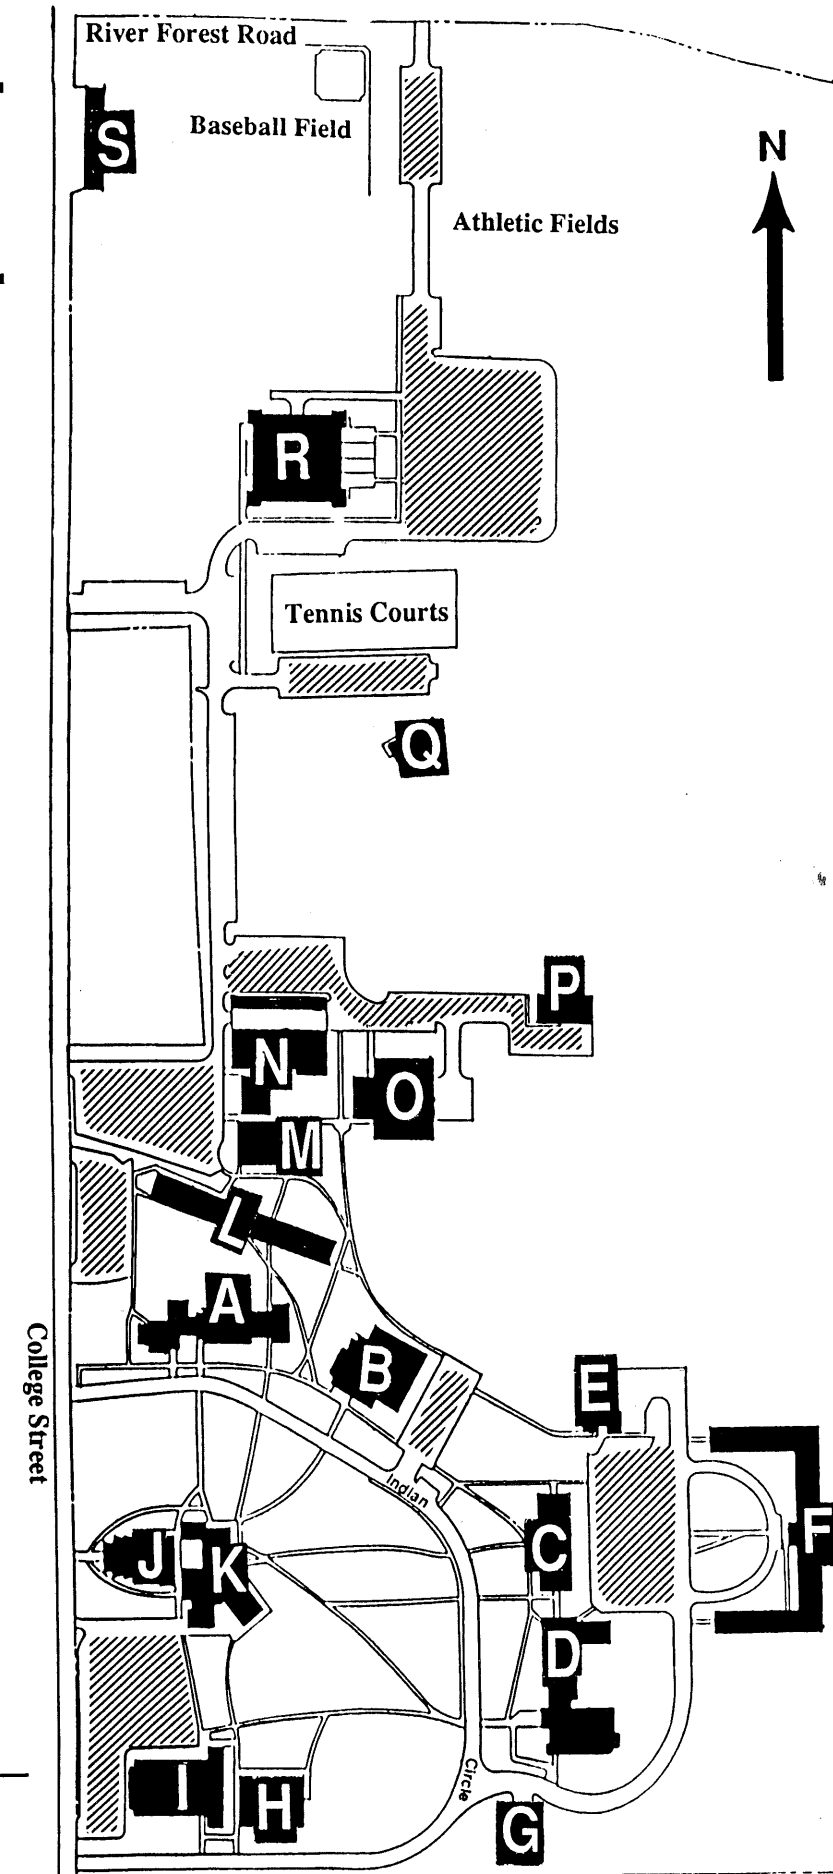 River Forest Road
S
Baseball Field
N
Athletic Fields
R
Tennis Courts
Q
P
N
O
M
L
A
College Street
B
E
Indian
F
C
J
K
D
Circle
I
H
G